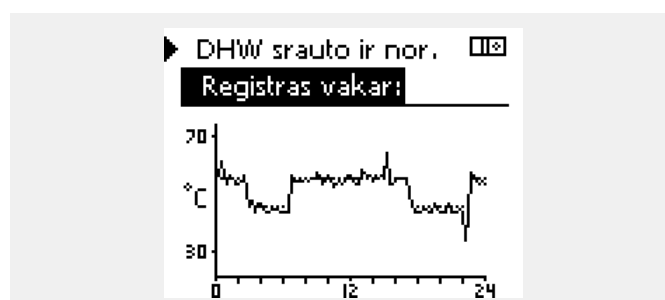 DHW srauto ir nor.
Registras vakar:
70
°C
30
0 12 24